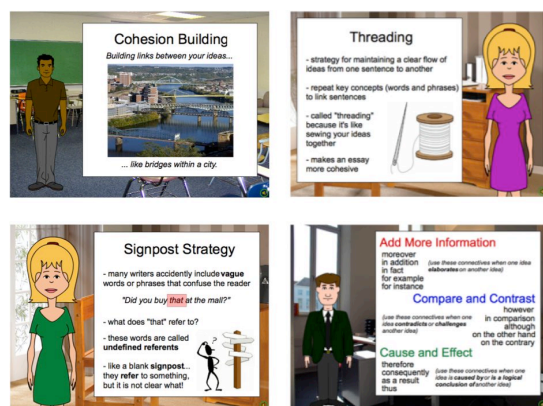 Cohesion Building
Building links between your ideas...
... like bridges within a city.
Threading
- strategy for maintaining a clear flow of
ideas from one sentence to another
- repeat key concepts (words and phrases)
to link sentences
- called "threading"
because it's like
sewing your ideas
together
- makes an essay
more cohesive
Signpost Strategy
- many writers accidently include vague
words or phrases that confuse the reader
"Did you buy that at the mall?"
- what does "that" refer to?
- these words are called
undefined referents
- like a blank signpost...
they refer to something,
but it is not clear what!
Add More Information
moreover
in addition
in fact
for example
for instance
(use these connectives when one idea
elaborates on another idea)
Compare and Contrast
(use these connectives when one
idea contradicts or challenges
another idea)
however
in comparison
although
on the other hand
on the contrary
Cause and Effect
therefore
consequently
as a result
thus
(use these connectives when one
idea is caused by or is a logical
conclusion of another idea)